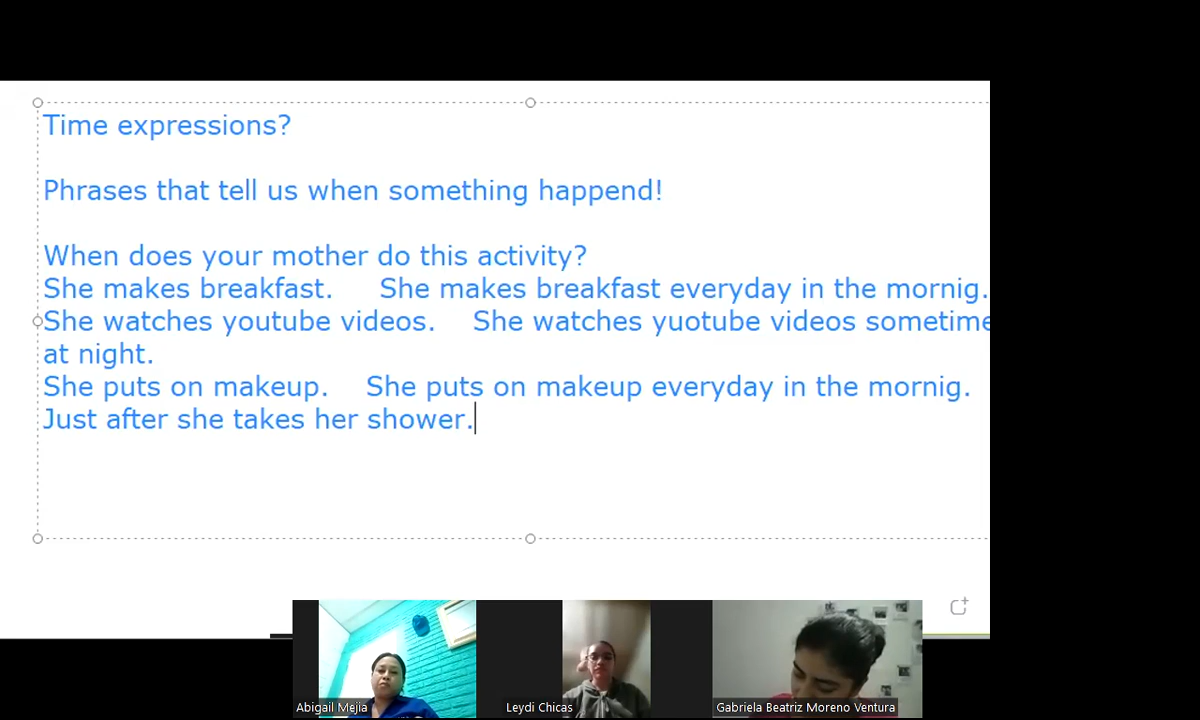 Time expressions?
Phrases that tell us when something happend!
When does your mother do this activity?
She makes breakfast. She makes breakfast everyday in the mornig.
She watches youtube videos. She watches yuotube videos sometime
at night.
She puts on makeup. She puts on makeup everyday in the mornig.
Just after she takes her shower.
Abigail Mejia
Leydi Chicas
Gabriela Beatriz Moreno Ventura